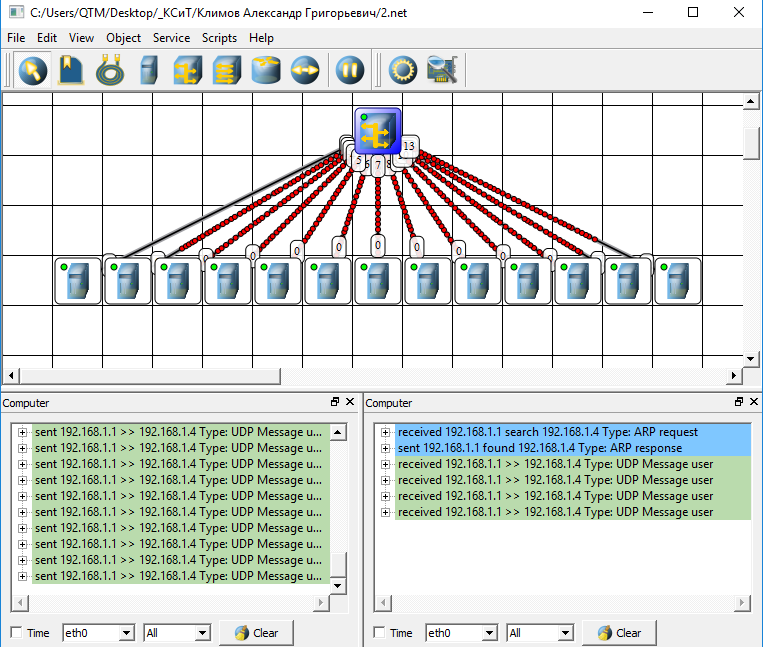 C:/Users/QTM/Desktop/_КСиТ/Климов Александр Григорьевич/2.net
File Edit View Object Service Scripts Help
13
5 6 7 8
0 0 0 0 0 0 0 0 0
Computer
sent 192.168.1.1 >> 192.168.1.4 Type: UDP Message u...
sent 192.168.1.1 >> 192.168.1.4 Type: UDP Message u...
sent 192.168.1.1 >> 192.168.1.4 Type: UDP Message u...
sent 192.168.1.1 >> 192.168.1.4 Type: UDP Message u...
sent 192.168.1.1 >> 192.168.1.4 Type: UDP Message u...
sent 192.168.1.1 >> 192.168.1.4 Type: UDP Message u...
sent 192.168.1.1 >> 192.168.1.4 Type: UDP Message u...
sent 192.168.1.1 >> 192.168.1.4 Type: UDP Message u...
sent 192.168.1.1 >> 192.168.1.4 Type: UDP Message u...
sent 192.168.1.1 >> 192.168.1.4 Type: UDP Message u...
Time eth0 All Clear
Computer
received 192.168.1.1 search 192.168.1.4 Type: ARP request
sent 192.168.1.1 found 192.168.1.4 Type: ARP response
received 192.168.1.1 >> 192.168.1.4 Type: UDP Message user
received 192.168.1.1 >> 192.168.1.4 Type: UDP Message user
received 192.168.1.1 >> 192.168.1.4 Type: UDP Message user
received 192.168.1.1 >> 192.168.1.4 Type: UDP Message user
Time eth0 All Clear